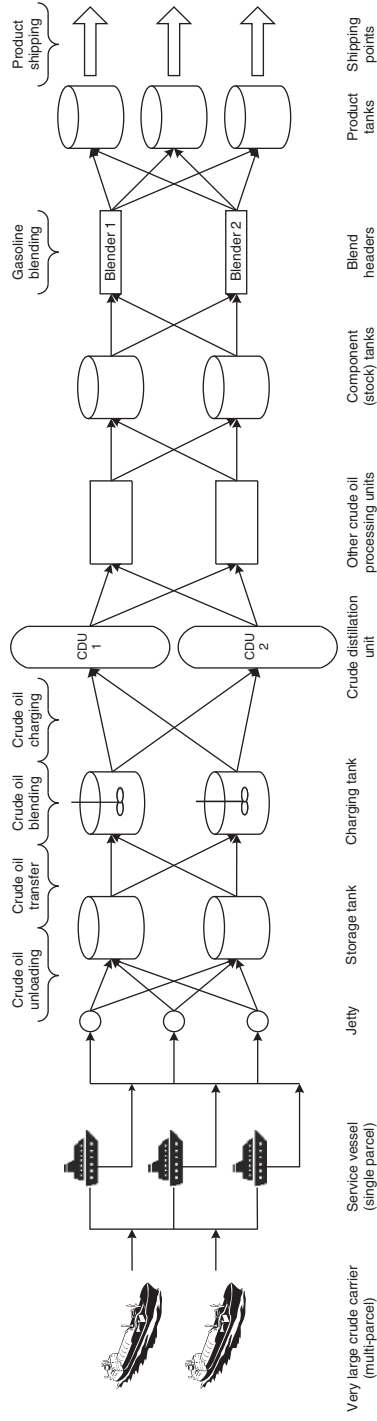 Crude oil
unloading
Crude oil
transfer
Crude oil
blending
Crude oil
charging
Gasoline
blending
Product
shipping
CDU
1
CDU
2
Blender 1
Blender 2
Very large crude carrier
(multi-parcel)
Service vessel
(single parcel)
Jetty
Storage tank
Charging tank
Crude distillation
unit
Other crude oil
processing units
Component
(stock) tanks
Blend
headers
Product
tanks
Shipping
points